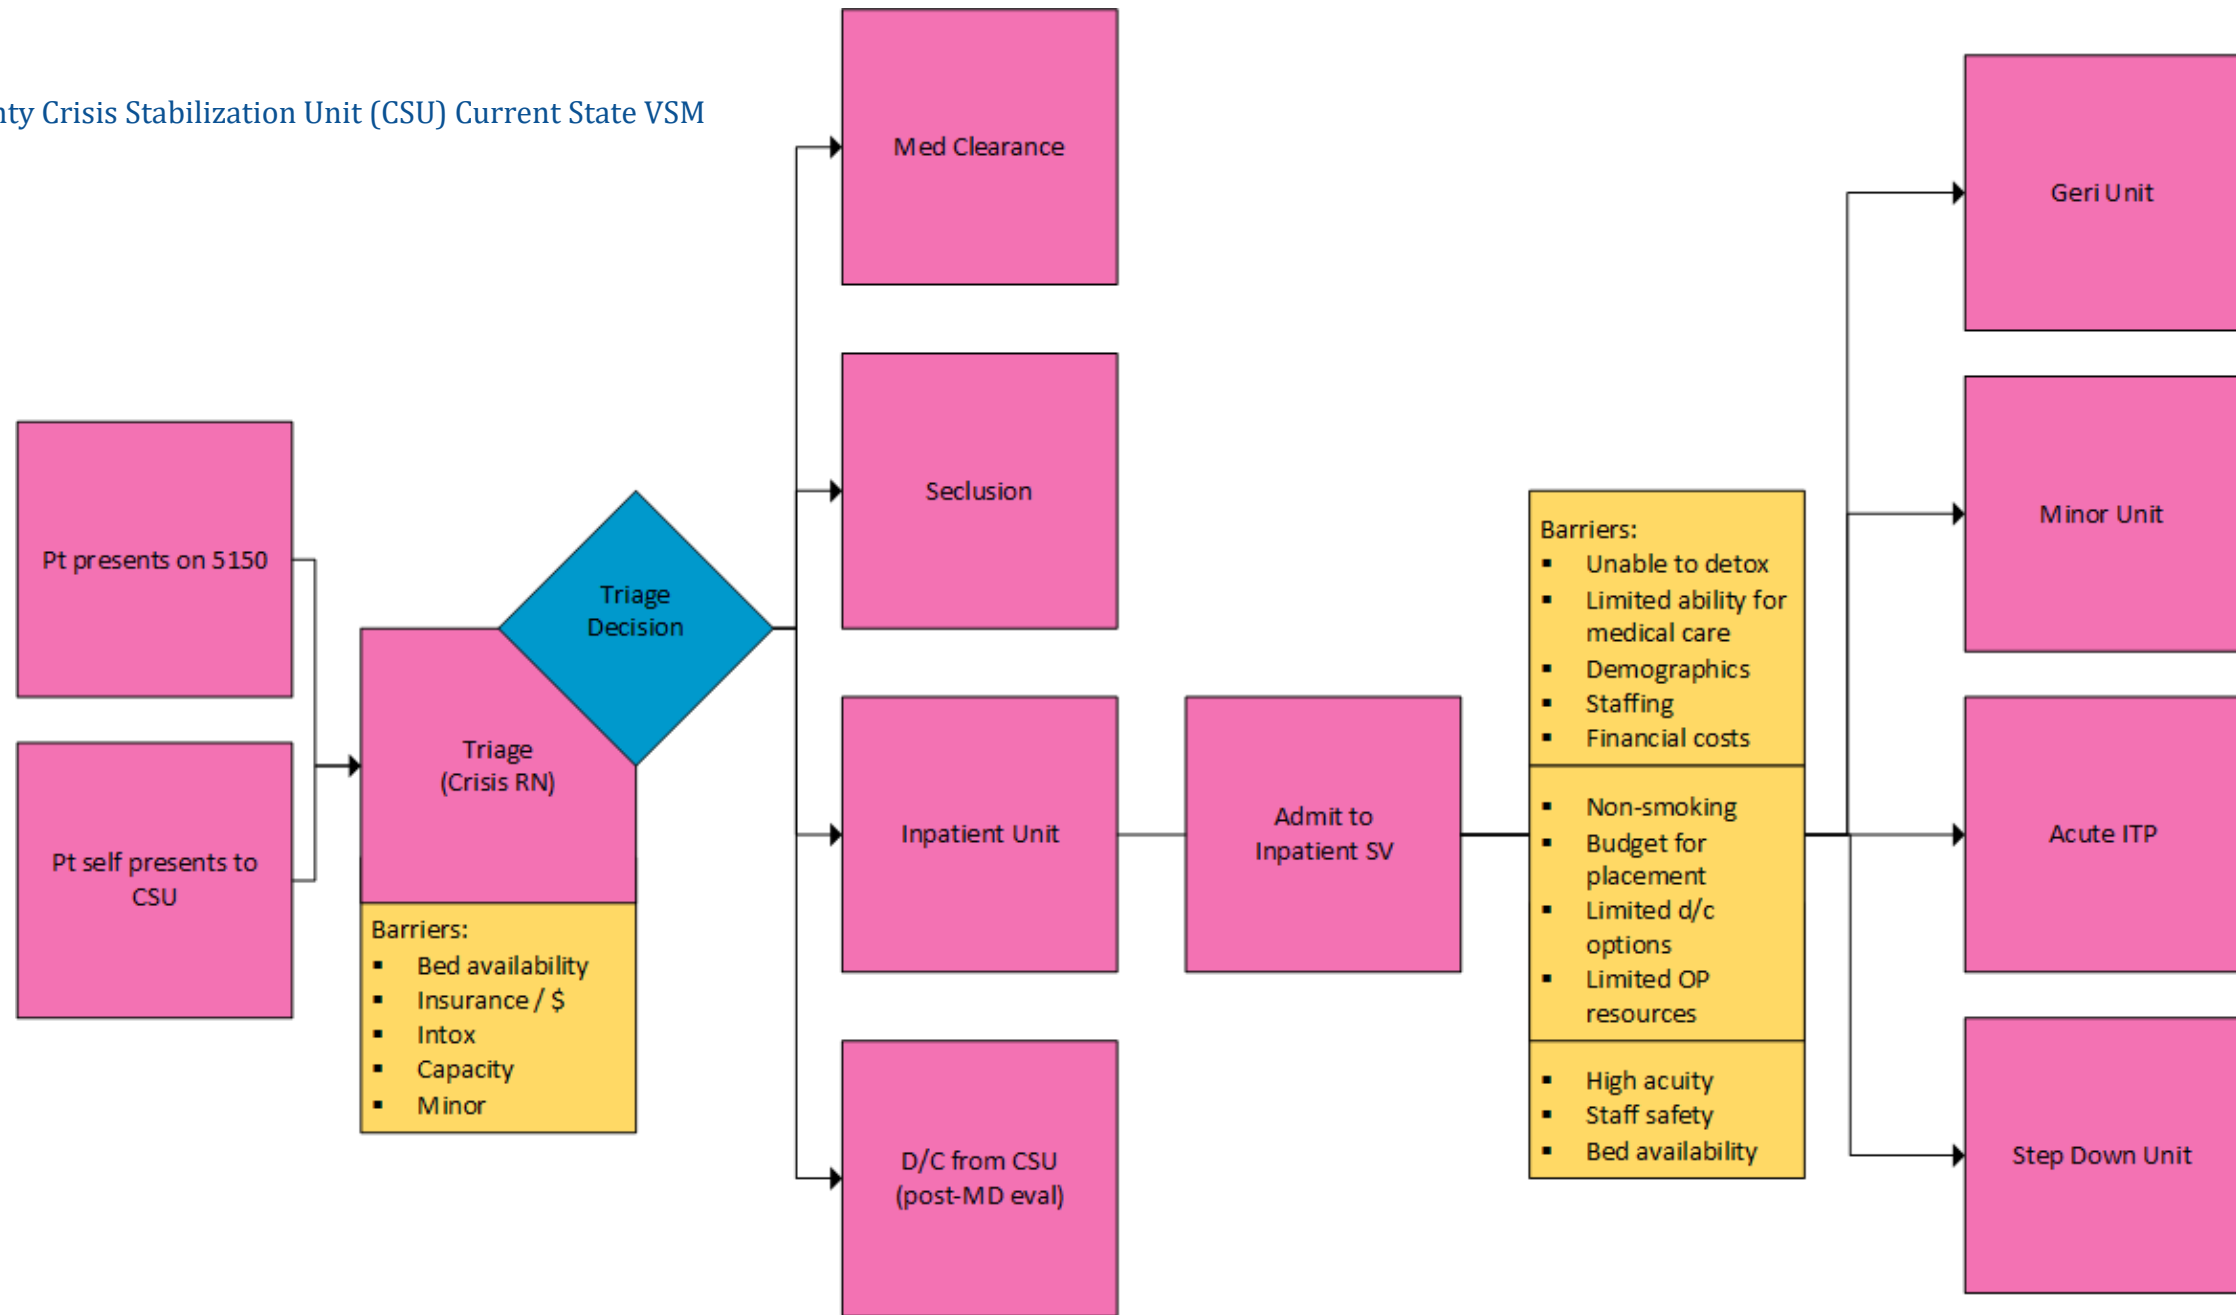 nty Crisis Stabilization Unit (CSU) Current State VSM
Pt presents on 5150
Pt self presents to
CSU
Triage
(Crisis RN)
Triage
Decision
Barriers:
▪ Bed availability
▪ Insurance / $
▪ Intox
▪ Capacity
▪ Minor
Med Clearance
Seclusion
Inpatient Unit
D/C from CSU
(post-MD eval)
Admit to
Inpatient SV
Barriers:
▪ Unable to detox
▪ Limited ability for
medical care
▪ Demographics
▪ Staffing
▪ Financial costs
▪ Non-smoking
▪ Budget for
placement
▪ Limited d/c
options
▪ Limited OP
resources
▪ High acuity
▪ Staff safety
▪ Bed availability
Geri Unit
Minor Unit
Acute ITP
Step Down Unit